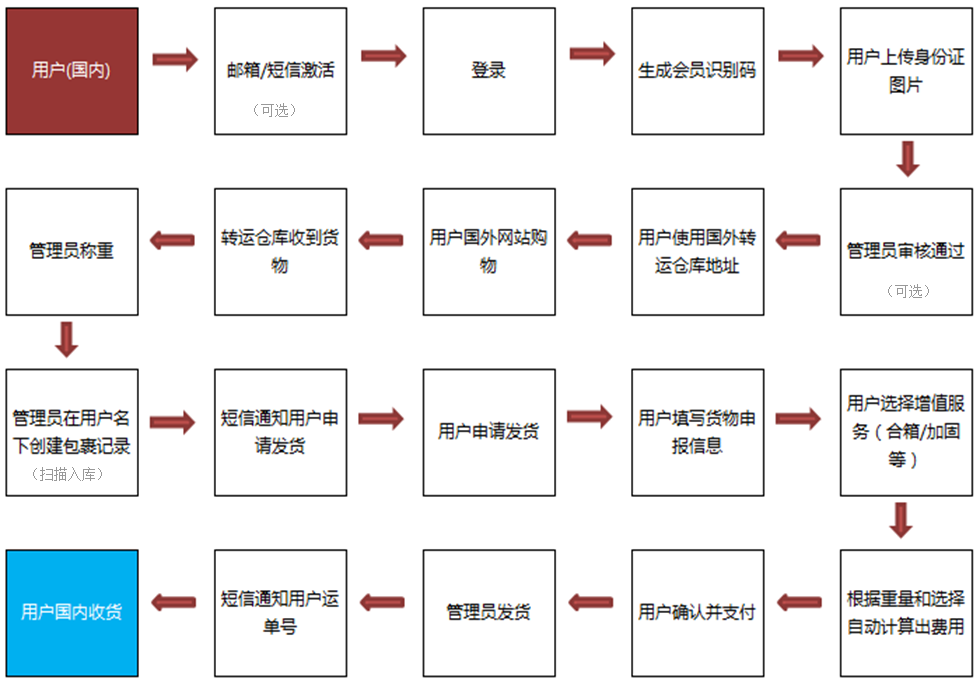 用户(国内)
邮箱/短信激活
（可选）
登录
生成会员识别码
用户上传身份证
图片
管理员称重
转运仓库收到货
物
用户国外网站购
物
用户使用国外转
运仓库地址
管理员审核通过
（可选）
管理员在用户名
下创建包裹记录
（扫描入库）
短信通知用户申
请发货
用户申请发货
用户填写货物申
报信息
用户选择增值服
务（合箱/加固
等）
用户国内收货
短信通知用户运
单号
管理员发货
用户确认并支付
根据重量和选择
自动计算出费用